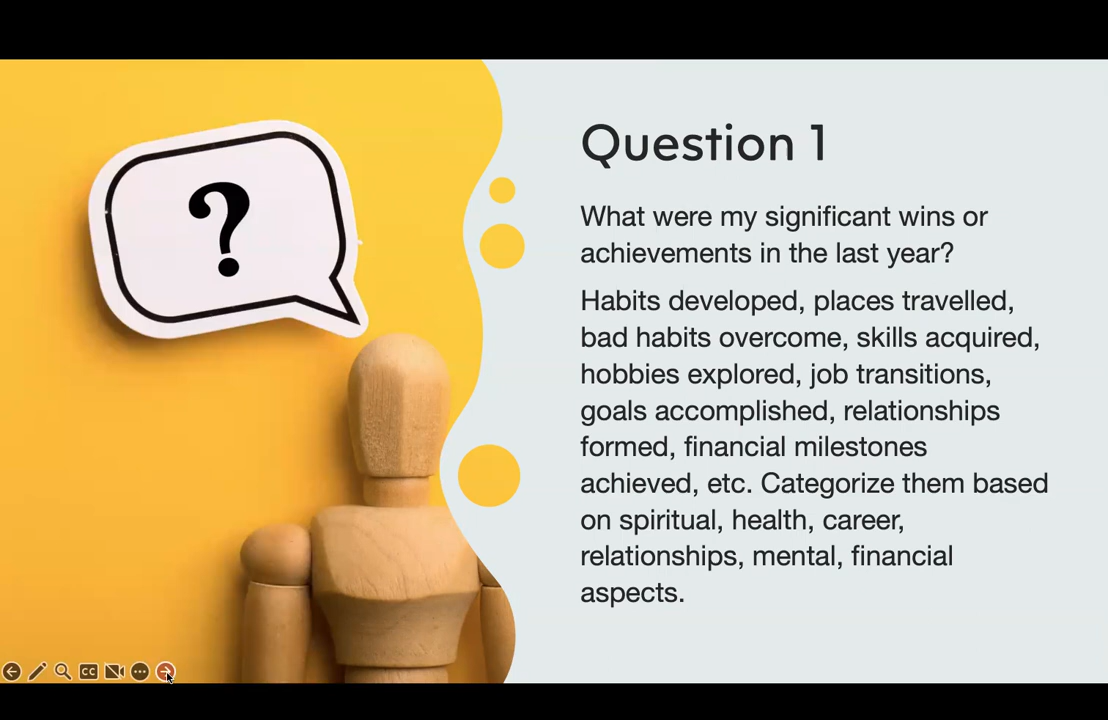 ?
Question 1
What were my significant wins or
achievements in the last year?
Habits developed, places travelled,
bad habits overcome, skills acquired,
hobbies explored, job transitions,
goals accomplished, relationships
formed, financial milestones
achieved, etc. Categorize them based
on spiritual, health, career,
relationships, mental, financial
aspects.
CC